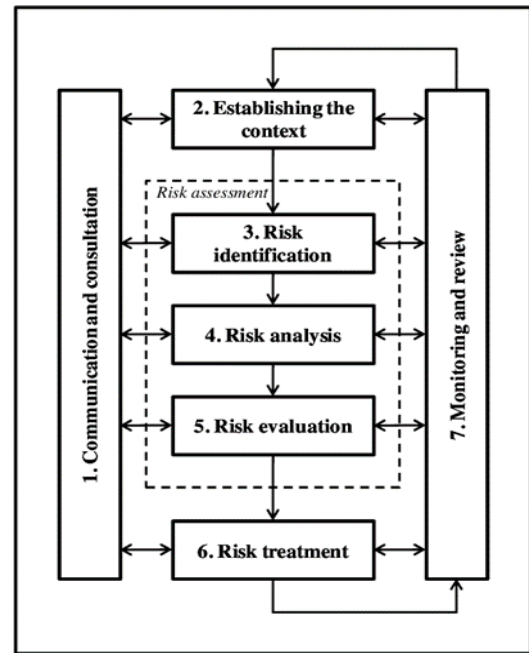 1. Communication and consultation
2. Establishing the
context
Risk assessment
3. Risk
identification
4. Risk analysis
5. Risk evaluation
6. Risk treatment
7. Monitoring and review